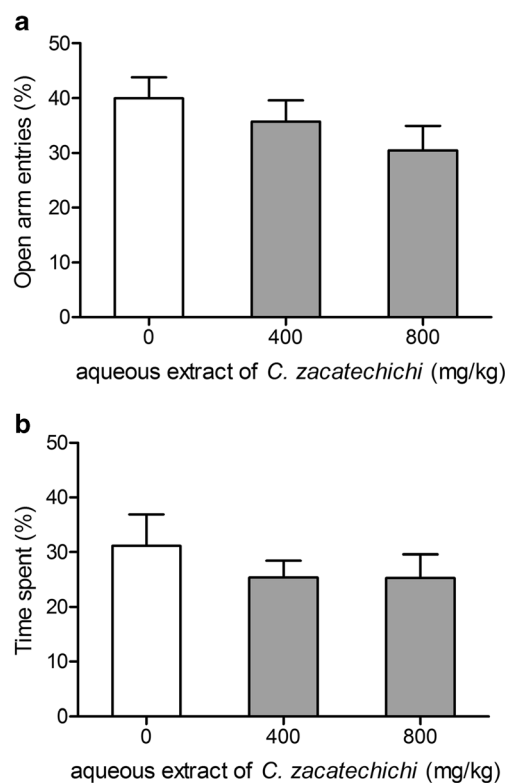 a
50
40
30
20
10
0
Open arm entries (%)
0 400 800
aqueous extract of C. zacatechichi (mg/kg)
b
50
40
30
20
10
0
Time spent (%)
0 400 800
aqueous extract of C. zacatechichi (mg/kg)